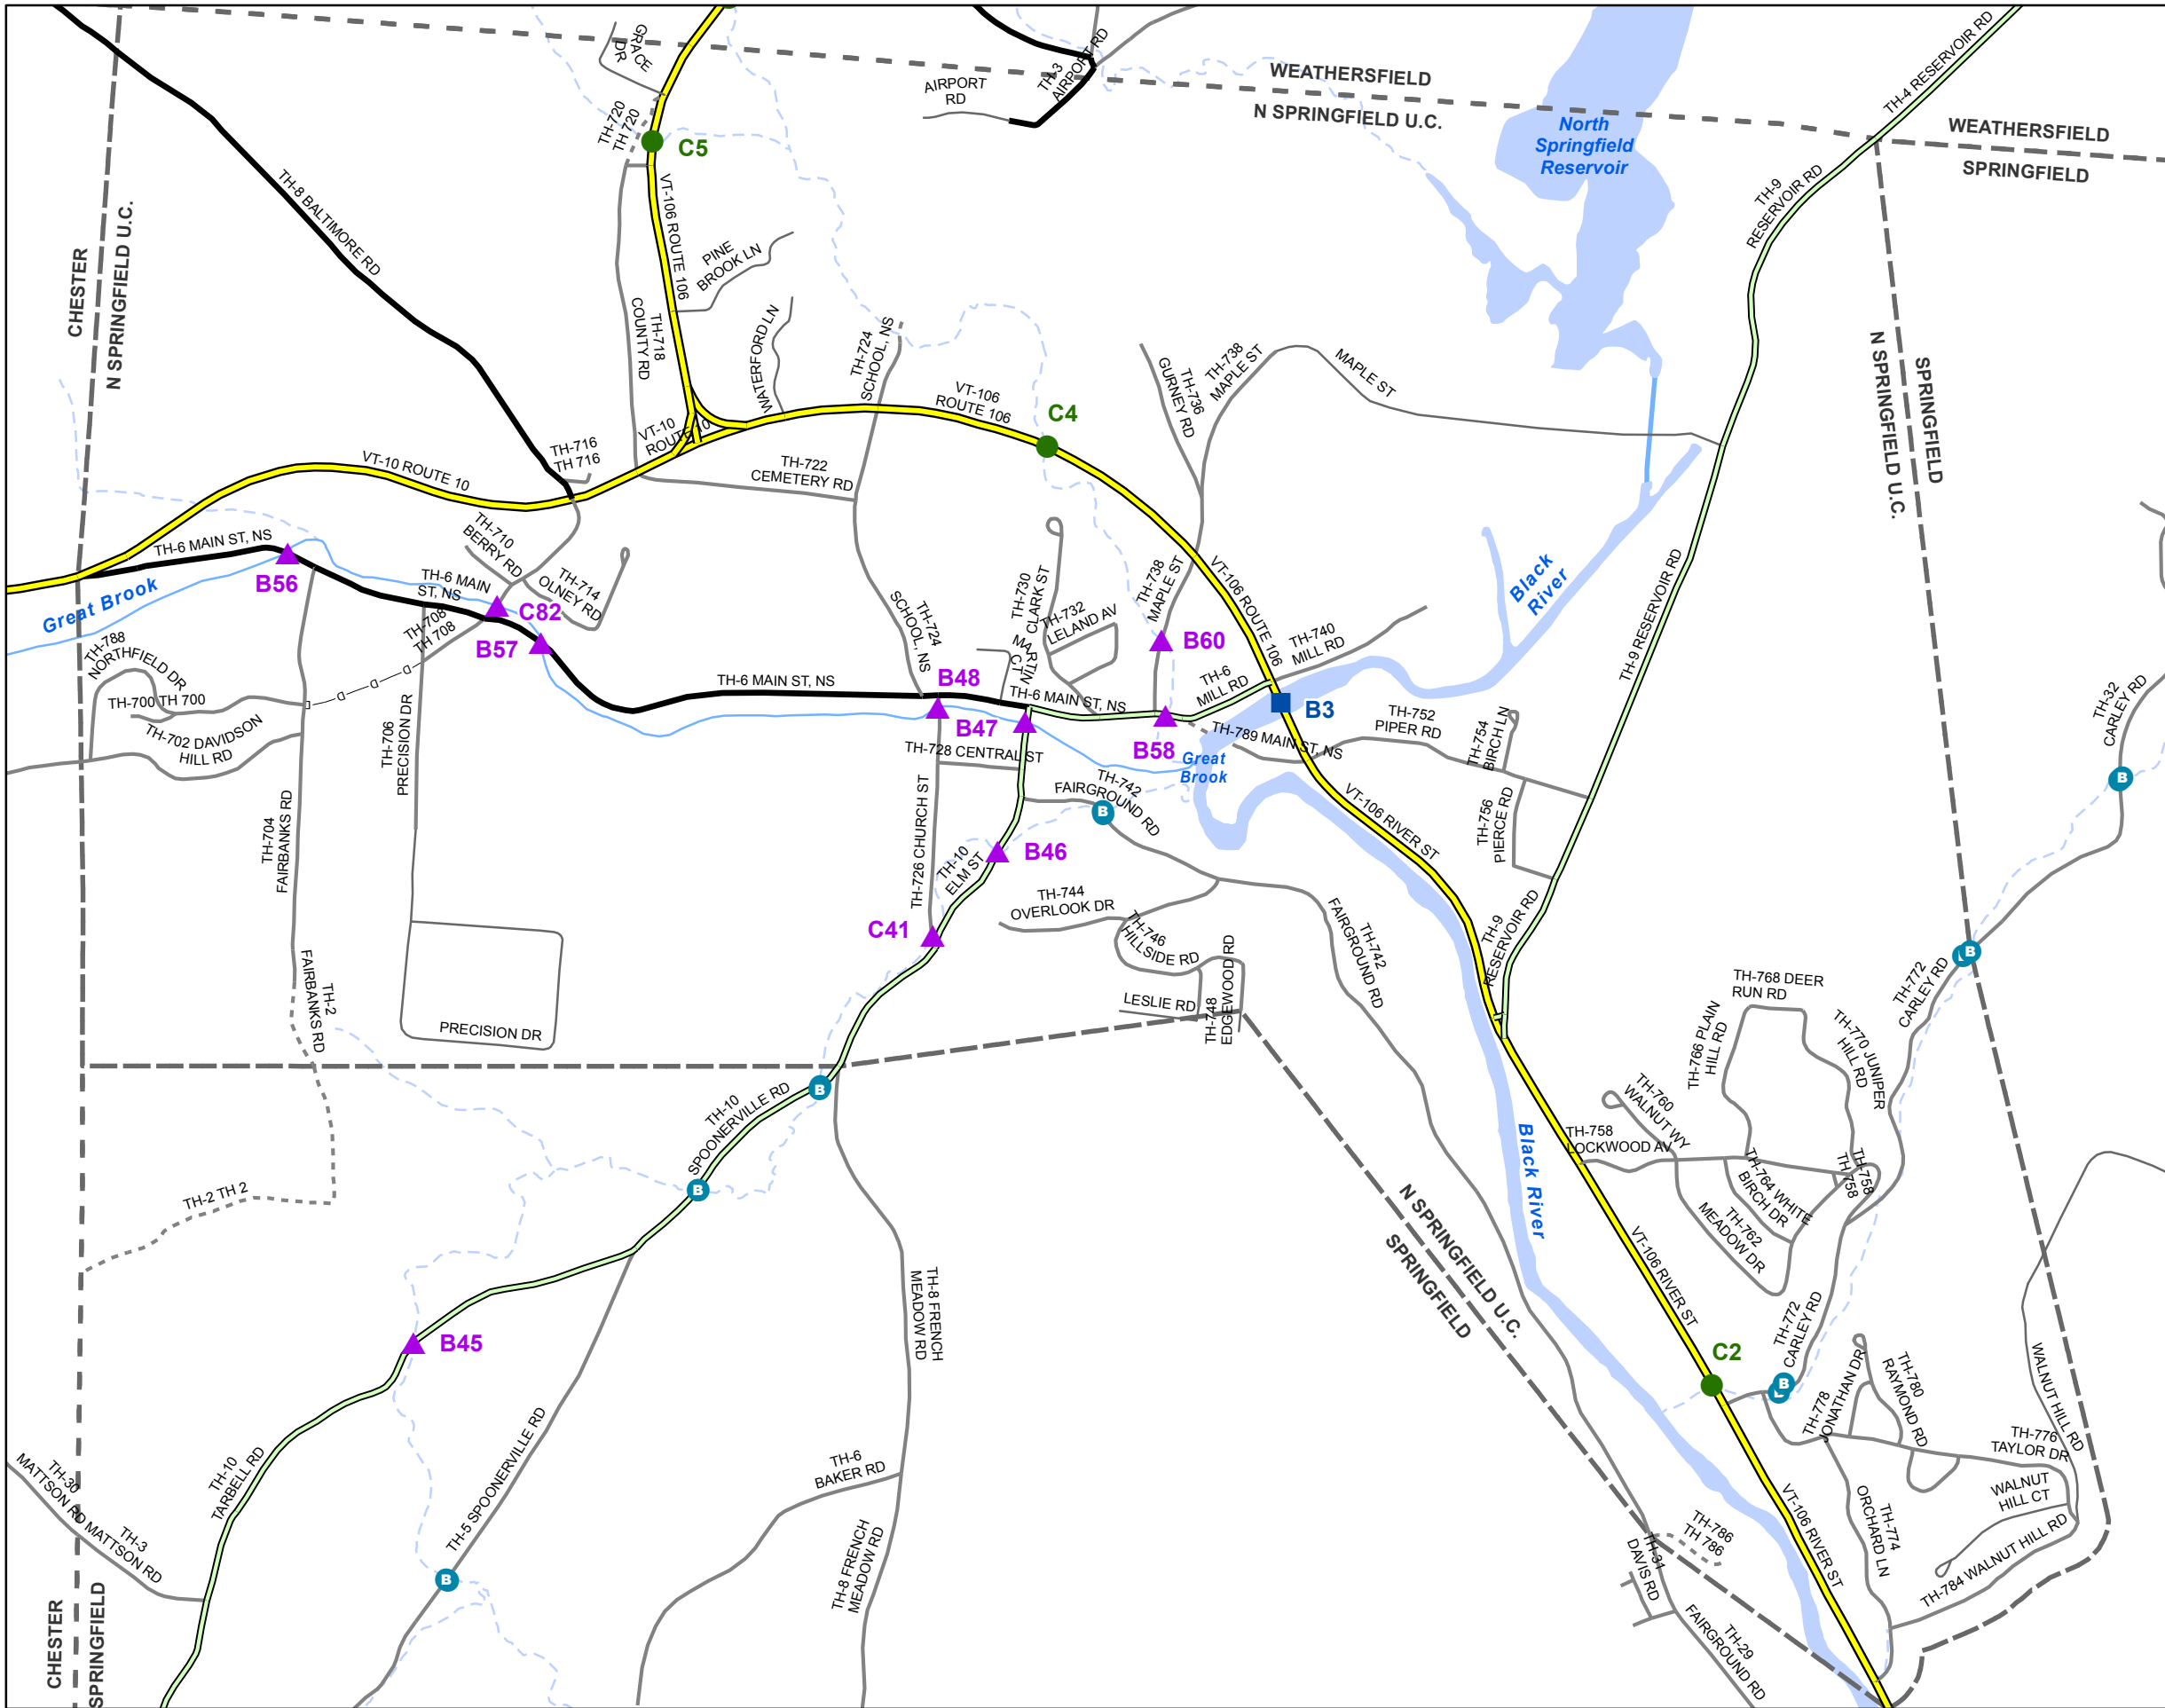 GRACE
DR
TH-720
TH 720
C5
AIRPORT
RD
TH-3
AIRPORT RD
WEATHERSFIELD
N SPRINGFIELD U.C.
North
Springfield
Reservoir
TH-4 RESERVOIR RD
WEATHERSFIELD
SPRINGFIELD
TH-9
RESERVOIR RD
CHESTER
N SPRINGFIELD U.C.
TH-8 BALTIMORE RD
VT-106 ROUTE 106
PINE
BROOK LN
TH-718
COUNTY RD
WATERFORD LN
TH-724
SCHOOL, NS
VT-106
ROUTE 106
C4
TH-736
GURNEY RD
TH-738
MAPLE ST
MAPLE ST
N SPRINGFIELD U.C.
SPRINGFIELD
VT-10
ROUTE 10
TH-716
TH 716
VT-10 ROUTE 10
TH-722
CEMETERY RD
TH-6 MAIN ST, NS
B56
Great Brook
TH-710
BERRY RD
TH-714
OLNEY RD
TH-6 MAIN
ST, NS
C82
B57
TH-708
TH 708
TH-788
NORTHFIELD DR
TH-700 TH 700
TH-702 DAVIDSON
HILL RD
D
D
D
D
TH-706
PRECISION DR
TH-704
FAIRBANKS RD
TH-724
SCHOOL, NS
TH-730
CLARK ST
TH-732
LELAND AV
MARTIN
CT
TH-738
MAPLE ST
B60
VT-106 ROUTE 106
TH-740
MILL RD
TH-6
MILL RD
Black
River
TH-9 RESERVOIR RD
TH-6 MAIN ST, NS
B48
TH-6 MAIN ST, NS
B47
B58
B3
TH-789 MAIN ST, NS
Great
Brook
TH-752
PIPER RD
TH-754
BIRCH LN
TH-756
PIERCE RD
TH-32
CARLEY RD
B
TH-728 CENTRAL ST
TH-742
FAIRGROUND RD
B
VT-106 RIVER ST
TH-726 CHURCH ST
TH-10
ELM ST
B46
C41
TH-744
OVERLOOK DR
TH-746
HILLSIDE RD
LESLIE RD
TH-748
EDGEWOOD RD
TH-742
FAIRGROUND RD
TH-9
RESERVOIR RD
B
TH-772
CARLEY RD
TH-768 DEER
RUN RD
TH-766 PLAIN
HILL RD
TH-770 JUNIPER
HILL RD
TH-2
FAIRBANKS RD
PRECISION DR
B
TH-10
SPOONERVILLE RD
B
TH-2 TH 2
Black River
TH-760
WALNUT WY
TH-758
LOCKWOOD AV
TH-758
TH 758
TH-764 WHITE
BIRCH DR
TH-762
MEADOW DR
N SPRINGFIELD U.C.
SPRINGFIELD
VT-106 RIVER ST
TH-8 FRENCH
MEADOW RD
B45
C2
B
TH-772
CARLEY RD
TH-778
JONATHAN DR
TH-780
RAYMOND RD
TH-776
TAYLOR DR
WALNUT HILL RD
WALNUT
HILL CT
TH-784 WALNUT HILL RD
TH-774
ORCHARD LN
VT-106 RIVER ST
TH-786
TH 786
TH-31
DAVIS RD
TH-29
FAIRGROUND RD
TH-6
BAKER RD
TH-8 FRENCH
MEADOW RD
TH-5 SPOONERVILLE RD
B
TH-10
TARBELL RD
TH-30
MATTSON RD
TH-3
MATTSON RD
CHESTER
SPRINGFIELD